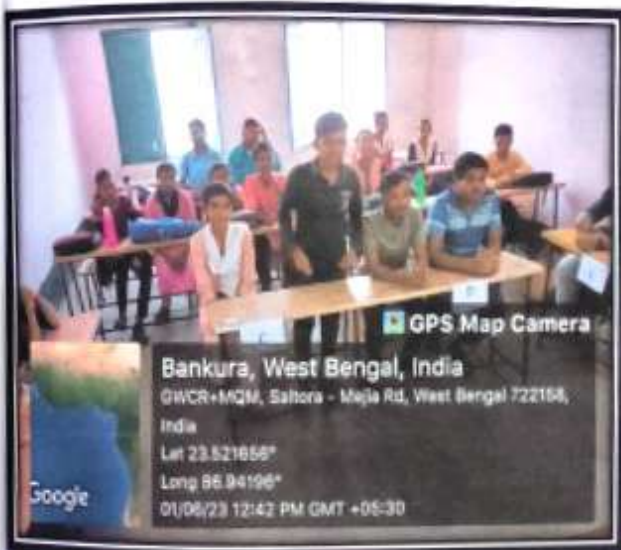 GPS Map Camera
Bankura, West Bengal, India
GWCR+MQM, Saltora - Mejia Rd, West Bengal 722158,
India
Lat 23.521656°
Long 86.94196°
01/06/23 12:42 PM GMT +05:30
Google